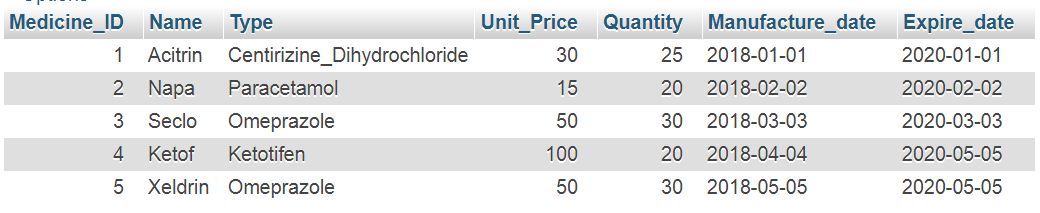 Medicine_ID Name Type Unit_Price Quantity Manufacture_date Expire_date
1 Acitrin Centirizine_Dihydrochloride 30 25 2018-01-01 2020-01-01
2 Napa Paracetamol 15 20 2018-02-02 2020-02-02
3 Seclo Omeprazole 50 30 2018-03-03 2020-03-03
4 Ketof Ketotifen 100 20 2018-04-04 2020-05-05
5 Xeldrin Omeprazole 50 30 2018-05-05 2020-05-05